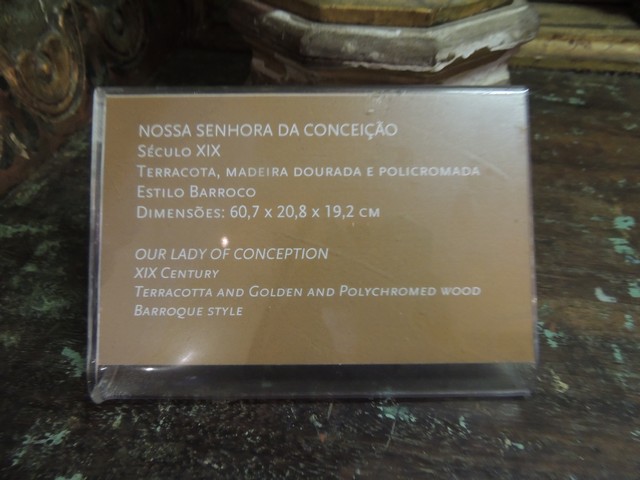 NOSSA SENHORA DA CONCEIÇÃO
SÉCULO XIX
TERRACOTA, MADEIRA DOURADA E POLICROMADA
ESTILO BARROCO
DIMENSÕES: 60,7 X 20,8 X 19,2 CM
OUR LADY OF CONCEPTION
XIX CENTURY
TERRACOTTA AND GOLDEN AND POLYCHROMED WOOD
BARROQUE STYLE